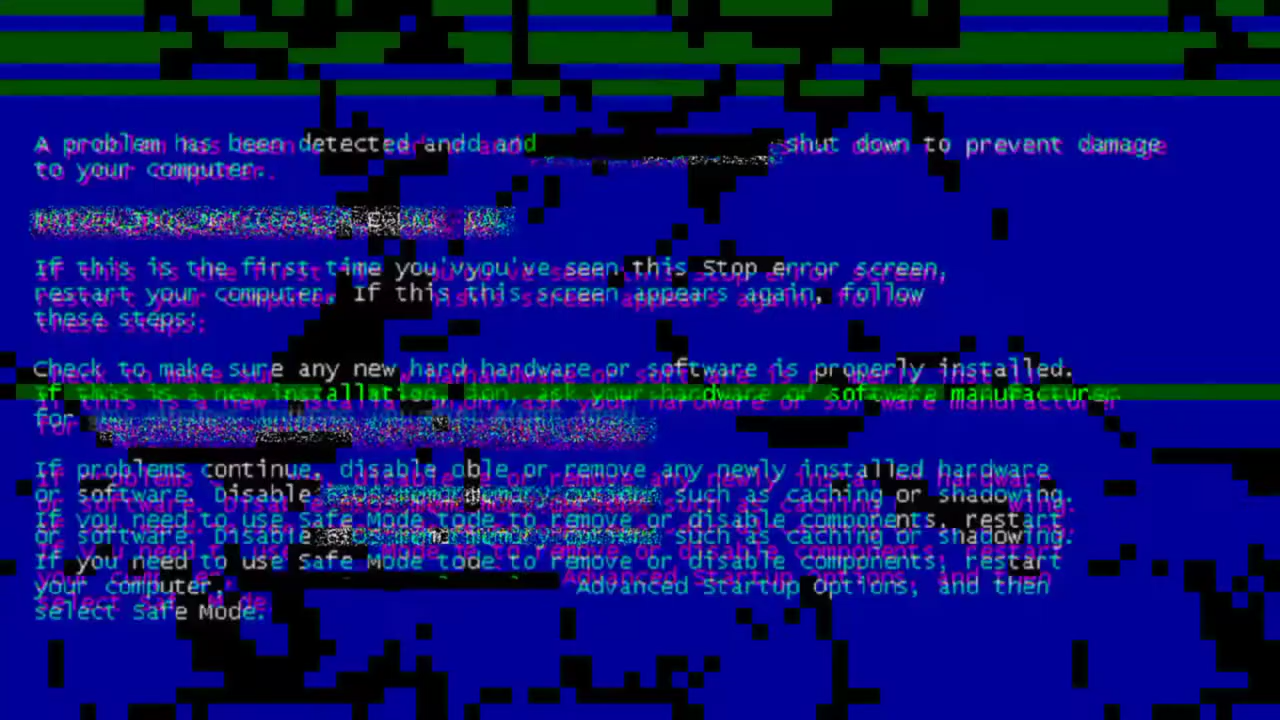 A problem has been detected andd and shut down to prevent damage
to your computer.
If this is the first time you'vyou've seen this Stop error screen,
restart your computer. If this this screen appears again, follow
these steps:
Check to make sure any new hard hardware or software is properly installed.
If this is a new installation, ion, ask your hardware or software manufacturer
for
If problems continue, disable oble or remove any newly installed hardware
or software. Disable such as caching or shadowing.
If you need to use Safe Mode tode to remove or disable components, restart
or software. Disable such as caching or shadowing.
If you need to use Safe Mode tode to remove or disable components, restart
your computer, Advanced Startup Options, and then
select Safe Mode.